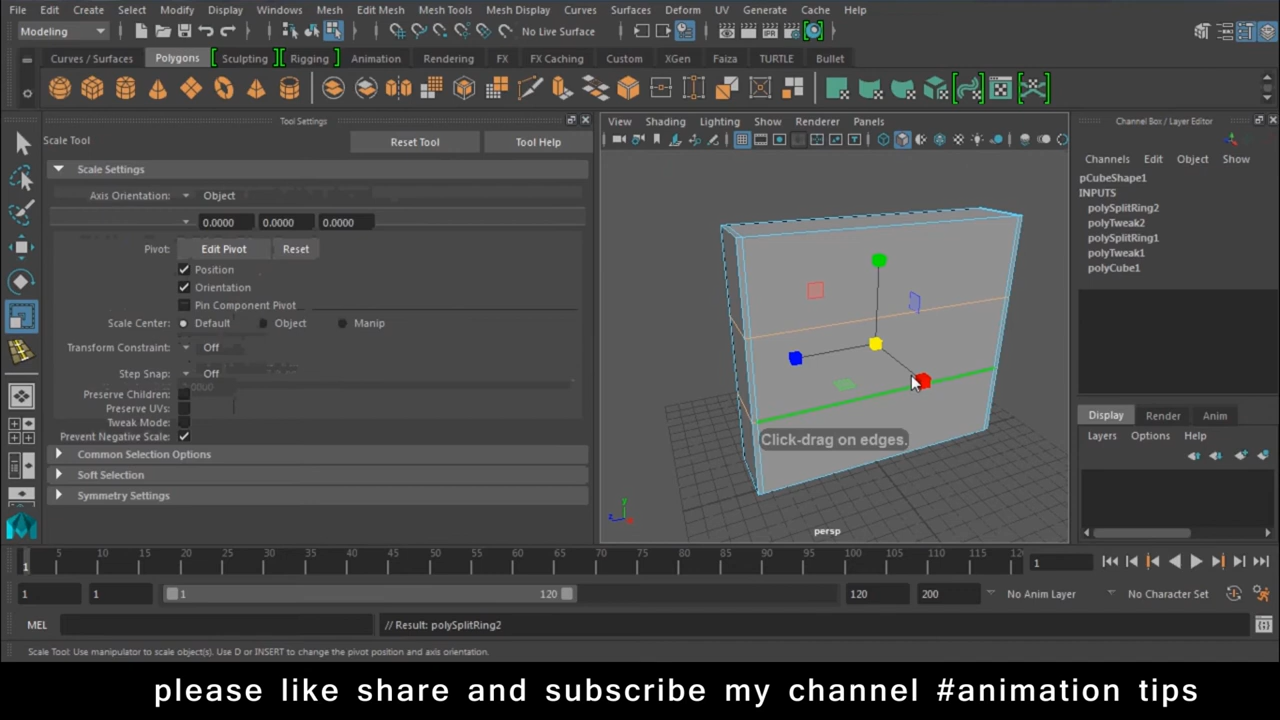 File Edit Create Select Modify Display Windows Mesh Edit Mesh Mesh Tools Mesh Display Curves Surfaces Deform UV Generate Cache Help
Modeling No Live Surface
Curves / Surfaces Polygons Sculpting Rigging Animation Rendering FX FX Caching Custom XGen Faiza TURTLE Bullet
Tool Settings
Scale Tool Reset Tool Tool Help
Scale Settings
Axis Orientation: Object
0.0000 0.0000 0.0000
Pivot: Edit Pivot Reset
Position
Orientation
Pin Component Pivot
Scale Center: Default Object Manip
Transform Constraint: Off
Step Snap: Off
Preserve Children:
Preserve UVs:
Tweak Mode:
Prevent Negative Scale:
Common Selection Options
Soft Selection
Symmetry Settings
View Shading Lighting Show Renderer Panels
Click-drag on edges.
y
z
persp
Channel Box / Layer Editor
Channels Edit Object Show
pCubeShape1
INPUTS
polySplitRing2
polyTweak2
polySplitRing1
polyTweak1
polyCube1
Display Render Anim
Layers Options Help
5 10 15 20 25 30 35 40 45 50 55 60 65 70 75 80 85 90 95 100 105 110 115 12
1
1
1 1 1 120 120 200 No Anim Layer No Character Set
MEL // Result: polySplitRing2
Scale Tool: Use manipulator to scale object(s). Use D or INSERT to change the pivot position and axis orientation.
please like share and subscribe my channel #animation tips